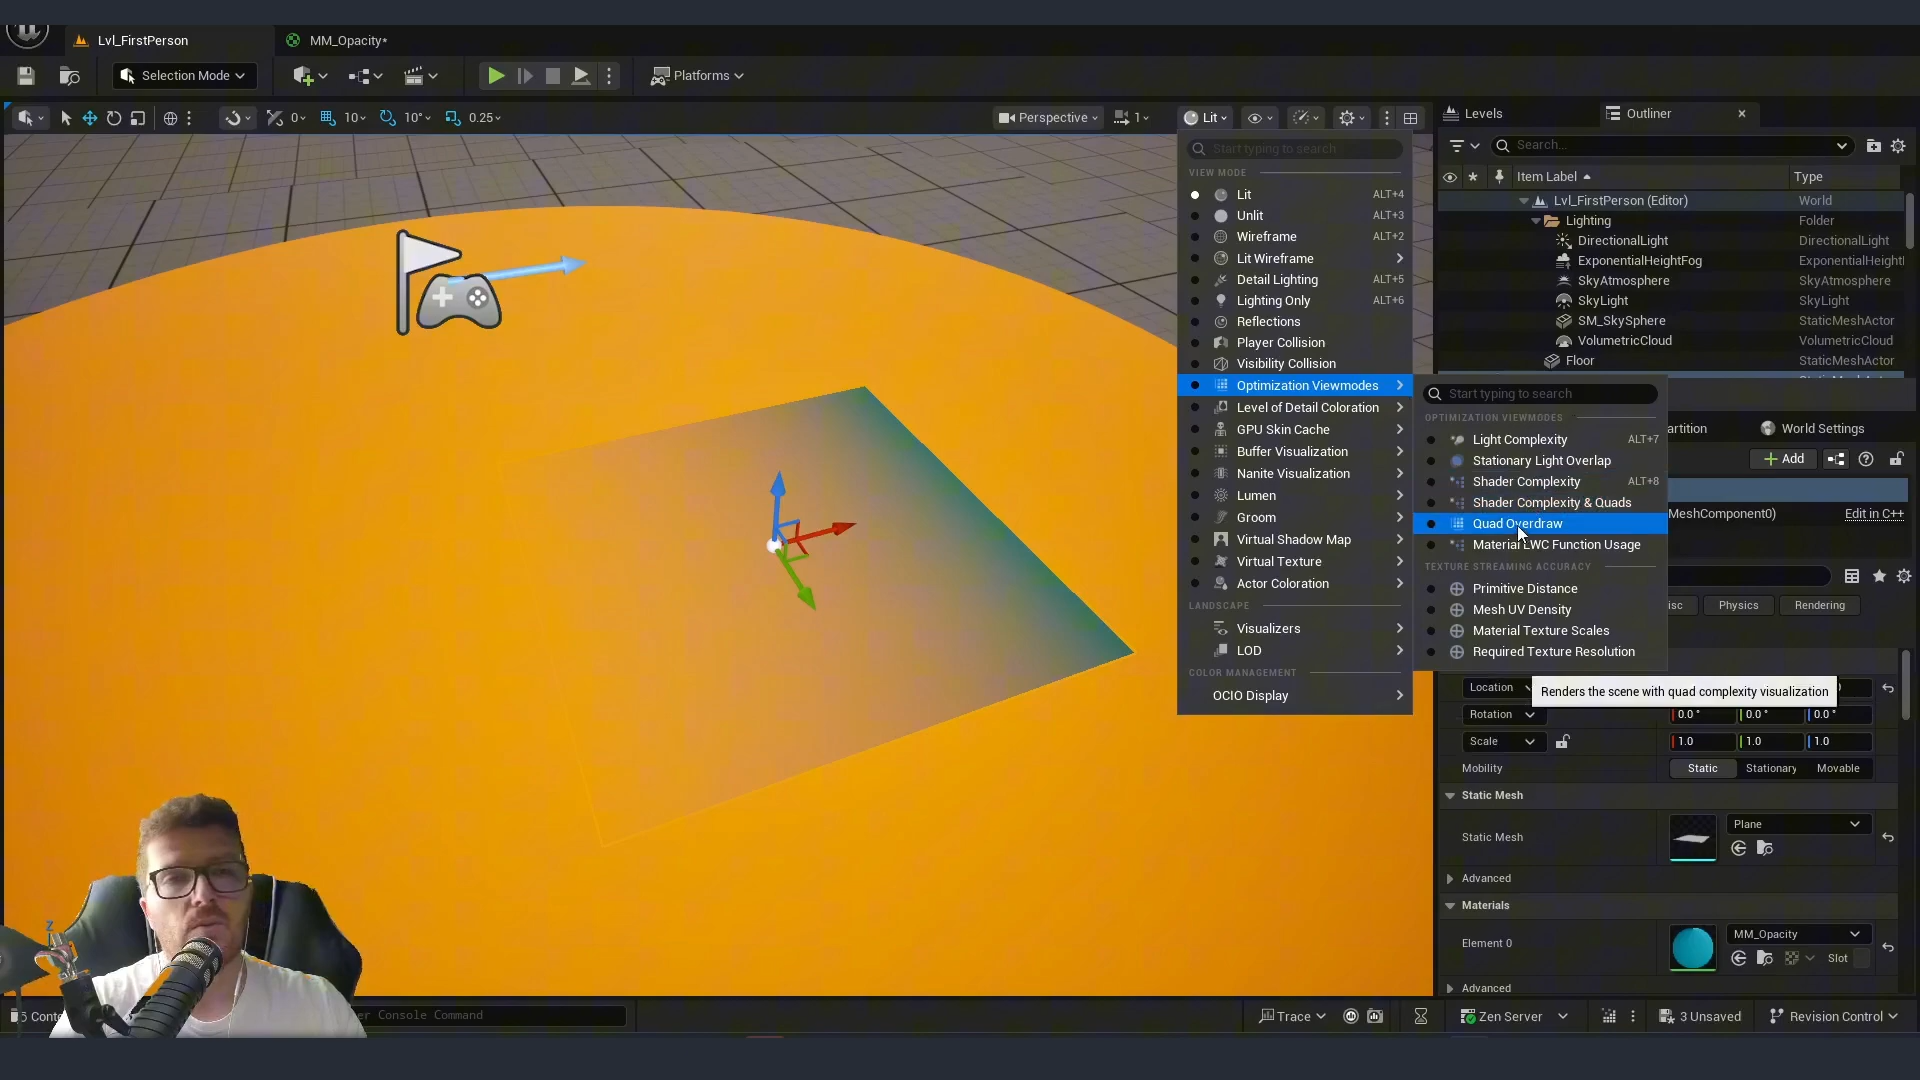 Lvl_FirstPerson
MM_Opacity*
Selection Mode
Platforms
0
10
10°
0.25
Perspective
1
Lit
Start typing to search
VIEW MODE
Lit ALT+4
Unlit ALT+3
Wireframe ALT+2
Lit Wireframe
Detail Lighting ALT+5
Lighting Only ALT+6
Reflections
Player Collision
Visibility Collision
Optimization Viewmodes
Level of Detail Coloration
GPU Skin Cache
Buffer Visualization
Nanite Visualization
Lumen
Groom
Virtual Shadow Map
Virtual Texture
Actor Coloration
LANDSCAPE
Visualizers
LOD
COLOR MANAGEMENT
OCIO Display
Start typing to search
OPTIMIZATION VIEWMODES
Light Complexity ALT+7
Stationary Light Overlap
Shader Complexity ALT+8
Shader Complexity & Quads
Quad Overdraw
Material LWC Function Usage
TEXTURE STREAMING ACCURACY
Primitive Distance
Mesh UV Density
Material Texture Scales
Required Texture Resolution
Renders the scene with quad complexity visualization
Levels
Outliner
Search...
Item Label
Type
Lvl_FirstPerson (Editor) World
Lighting Folder
DirectionalLight DirectionalLight
ExponentialHeightFog ExponentialHeightI
SkyAtmosphere SkyAtmosphere
SkyLight SkyLight
SM_SkySphere StaticMeshActor
VolumetricCloud VolumetricCloud
Floor StaticMeshActor
artition
World Settings
Add
MeshComponent0) Edit in C++
isc
Physics
Rendering
Location
Rotation 0.0 ° 0.0 ° 0.0 °
Scale 1.0 1.0 1.0
Mobility Static Stationary Movable
Static Mesh
Static Mesh Plane
Advanced
Materials
Element 0 MM_Opacity
Slot
Advanced
Z
Conte
er Console Command
Trace
Zen Server
3 Unsaved
Revision Control